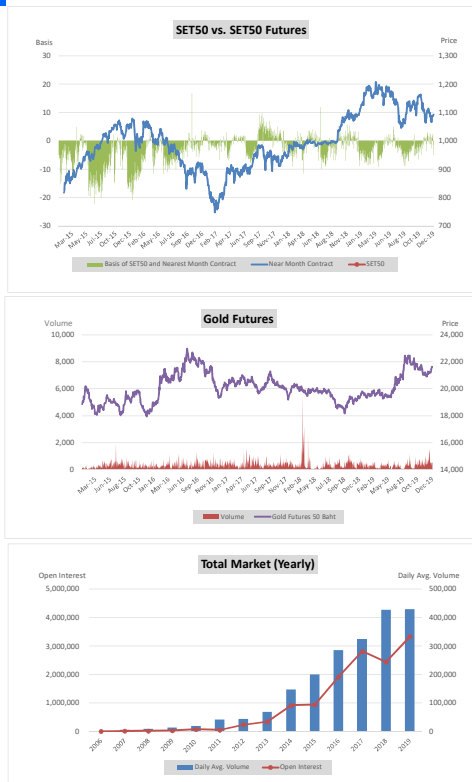 SET50 vs. SET50 Futures
Basis
Price
30
1,300
20
1,200
10
1,100
0
1,000
-10
900
-20
800
-30
700
Mar-15
May-15
Jul-15
Oct-15
Dec-15
Feb-16
May-16
Jul-16
Sep-16
Dec-16
Feb-17
Apr-17
Jun-17
Sep-17
Nov-17
Jan-18
Apr-18
Jun-18
Aug-18
Nov-18
Jan-19
Mar-19
Jun-19
Aug-19
Oct-19
Dec-19
Basis of SET50 and Nearest Month Contract Near Month Contract SET50
Gold Futures
Volume
Price
10,000
24,000
8,000
22,000
6,000
20,000
4,000
18,000
2,000
16,000
0
14,000
Mar-15
Jun-15
Aug-15
Oct-15
Jan-16
Mar-16
Jun-16
Sep-16
Nov-16
Jan-17
Apr-17
Jun-17
Sep-17
Nov-17
Feb-18
May-18
Jul-18
Sep-18
Dec-18
Feb-19
May-19
Aug-19
Oct-19
Dec-19
Volume Gold Futures 50 Baht
Total Market (Yearly)
Open Interest
Daily Avg. Volume
5,000,000
500,000
4,000,000
400,000
3,000,000
300,000
2,000,000
200,000
1,000,000
100,000
0
0
2006
2007
2008
2009
2010
2011
2012
2013
2014
2015
2016
2017
2018
2019
Daily Avg. Volume Open Interest